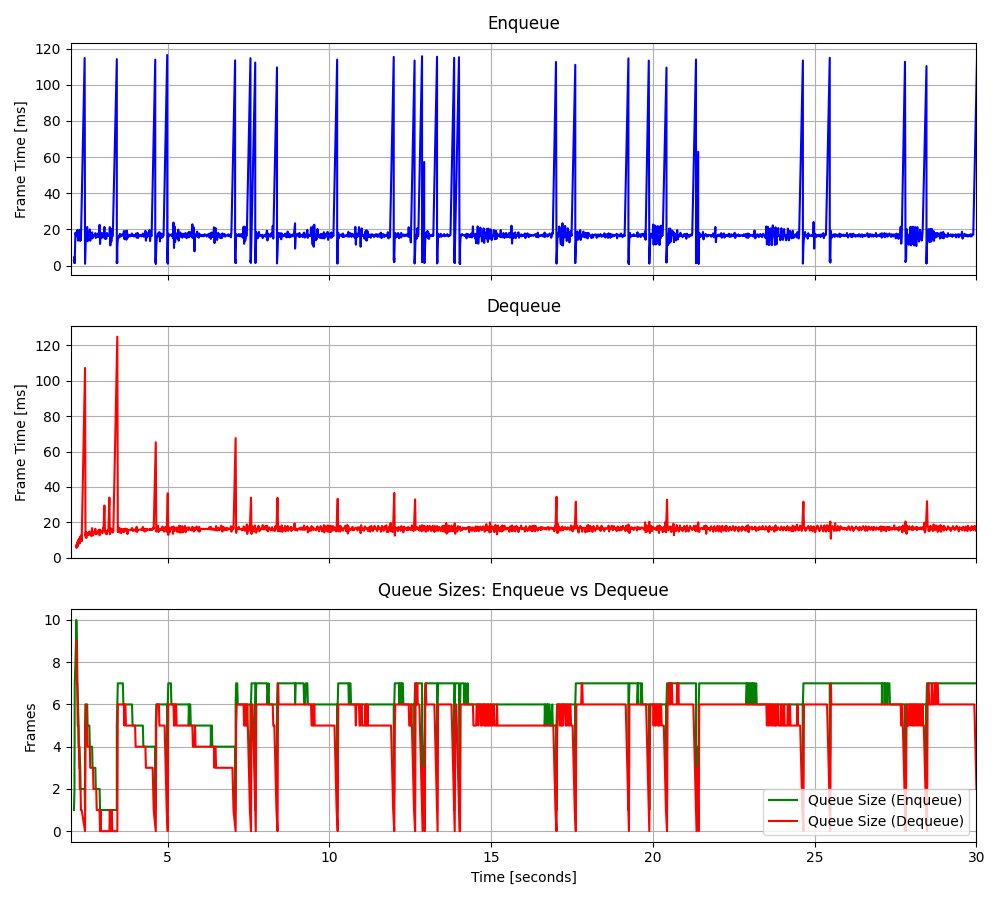 Enqueue
Frame Time [ms]
120
100
80
60
40
20
0
Dequeue
Frame Time [ms]
120
100
80
60
40
20
0
Queue Sizes: Enqueue vs Dequeue
Frames
10
8
6
4
2
0
Queue Size (Enqueue)
Queue Size (Dequeue)
5 10 15 20 25 30
Time [seconds]